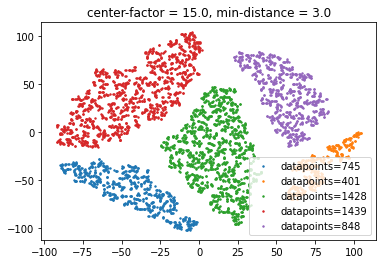 center-factor = 15.0, min-distance = 3.0
100
50
0
−50
−100
datapoints=745
datapoints=401
datapoints=1428
datapoints=1439
datapoints=848
−100 −75 −50 −25 0 25 50 75 100